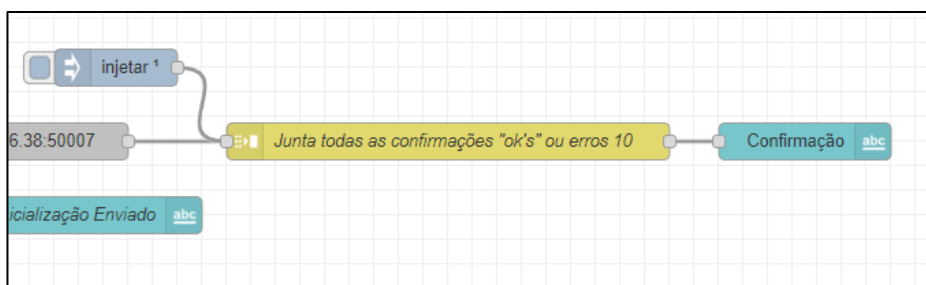 injetar ¹
6.38:50007
Junta todas as confirmações "ok's" ou erros 10
Confirmação abc
icialização Enviado abc